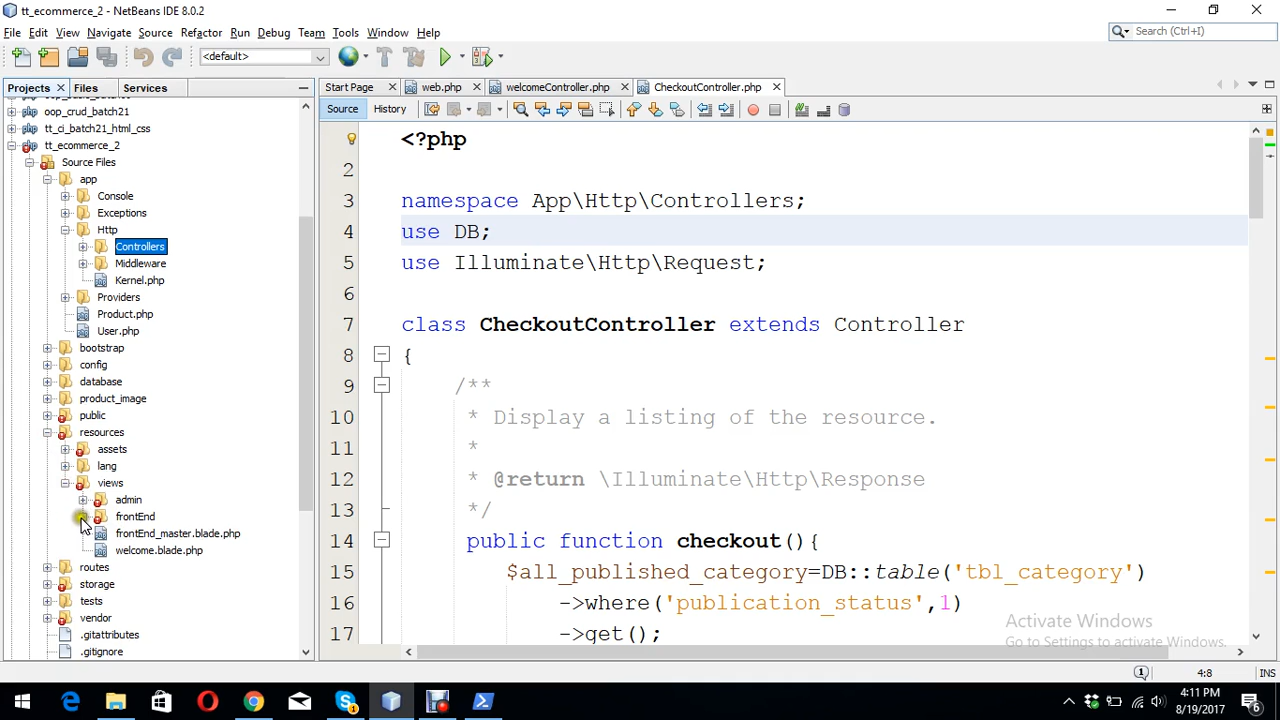 tt_ecommerce_2 - NetBeans IDE 8.0.2
File Edit View Navigate Source Refactor Run Debug Team Tools Window Help
Search (Ctrl+I)
<default>
Projects Files Services
Start Page web.php welcomeController.php CheckoutController.php
Source History
oop_crud_batch21
tt_ci_batch21_html_css
tt_ecommerce_2
Source Files
app
Console
Exceptions
Http
Controllers
Middleware
Kernel.php
Providers
Product.php
User.php
bootstrap
config
database
product_image
public
resources
assets
lang
views
admin
frontEnd
frontEnd_master.blade.php
welcome.blade.php
routes
storage
tests
vendor
.gitattributes
.gitignore
<?php
2
3 namespace App\Http\Controllers;
4 use DB;
5 use Illuminate\Http\Request;
6
7 class CheckoutController extends Controller
8 {
9 /**
10 * Display a listing of the resource.
11 *
12 * @return \Illuminate\Http\Response
13 */
14 public function checkout(){
15 $all_published_category=DB::table('tbl_category')
16 ->where('publication_status',1)
17 ->get();
Activate Windows
Go to Settings to activate Windows.
1 4:8 INS
4:11 PM
8/19/2017
6